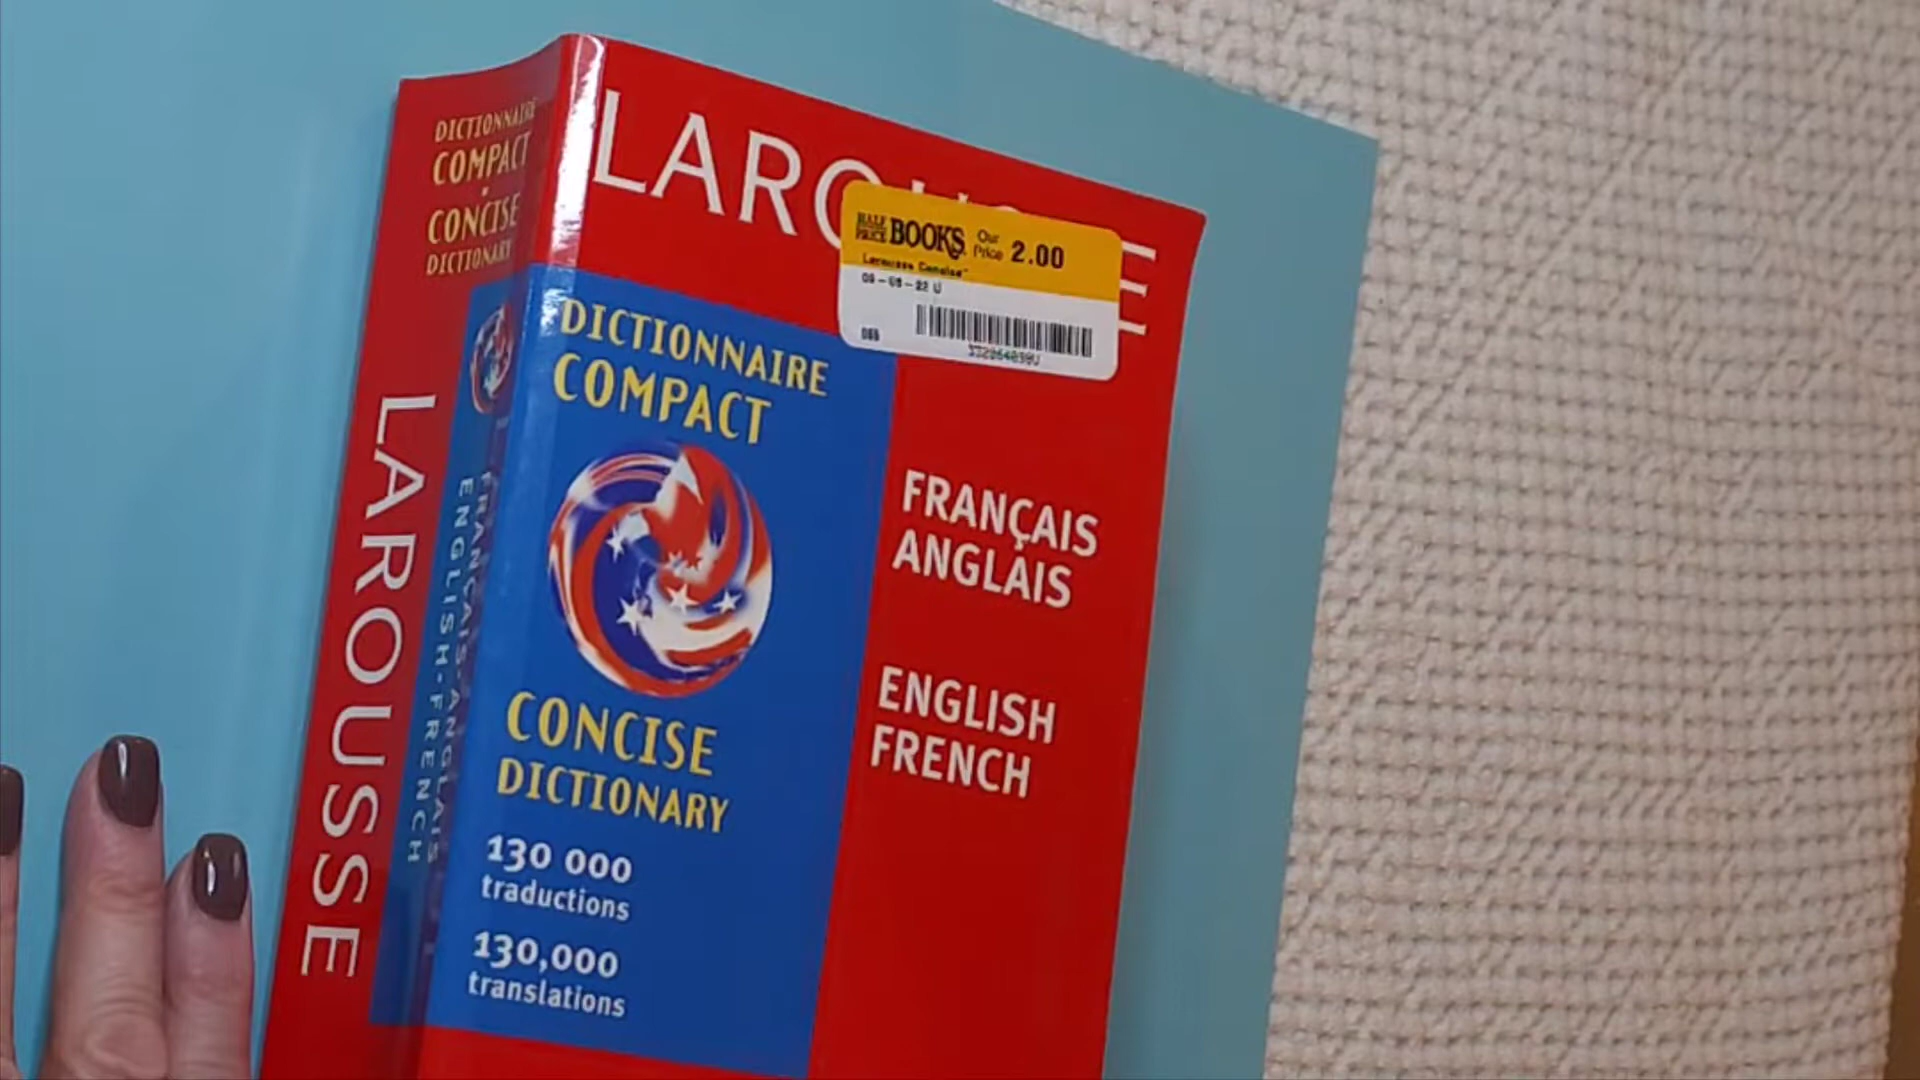 DICTIONNAIRE
COMPACT
•
CONCISE
DICTIONARY
LAROUSSE
FRANÇAIS-ANGLAIS
ENGLISH-FRENCH
HALF
PRICE
BOOKS
Our
Price
2.00
Larousse Concise
DICTIONNAIRE
COMPACT
CONCISE
DICTIONARY
130 000
traductions
130,000
translations
FRANÇAIS
ANGLAIS
ENGLISH
FRENCH